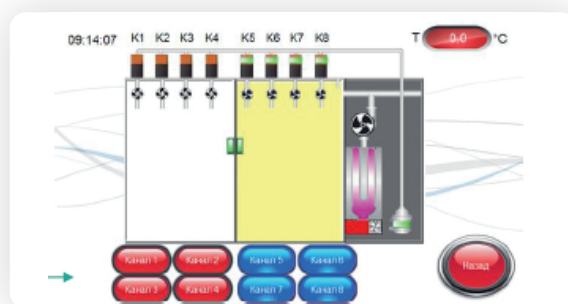 09:14:07 K1 K2 K3 K4 K5 K6 K7 K8 T 0.0 °C
Канал 1 Канал 2 Канал 5 Канал 6
Канал 3 Канал 4 Канал 7 Канал 8
Назад